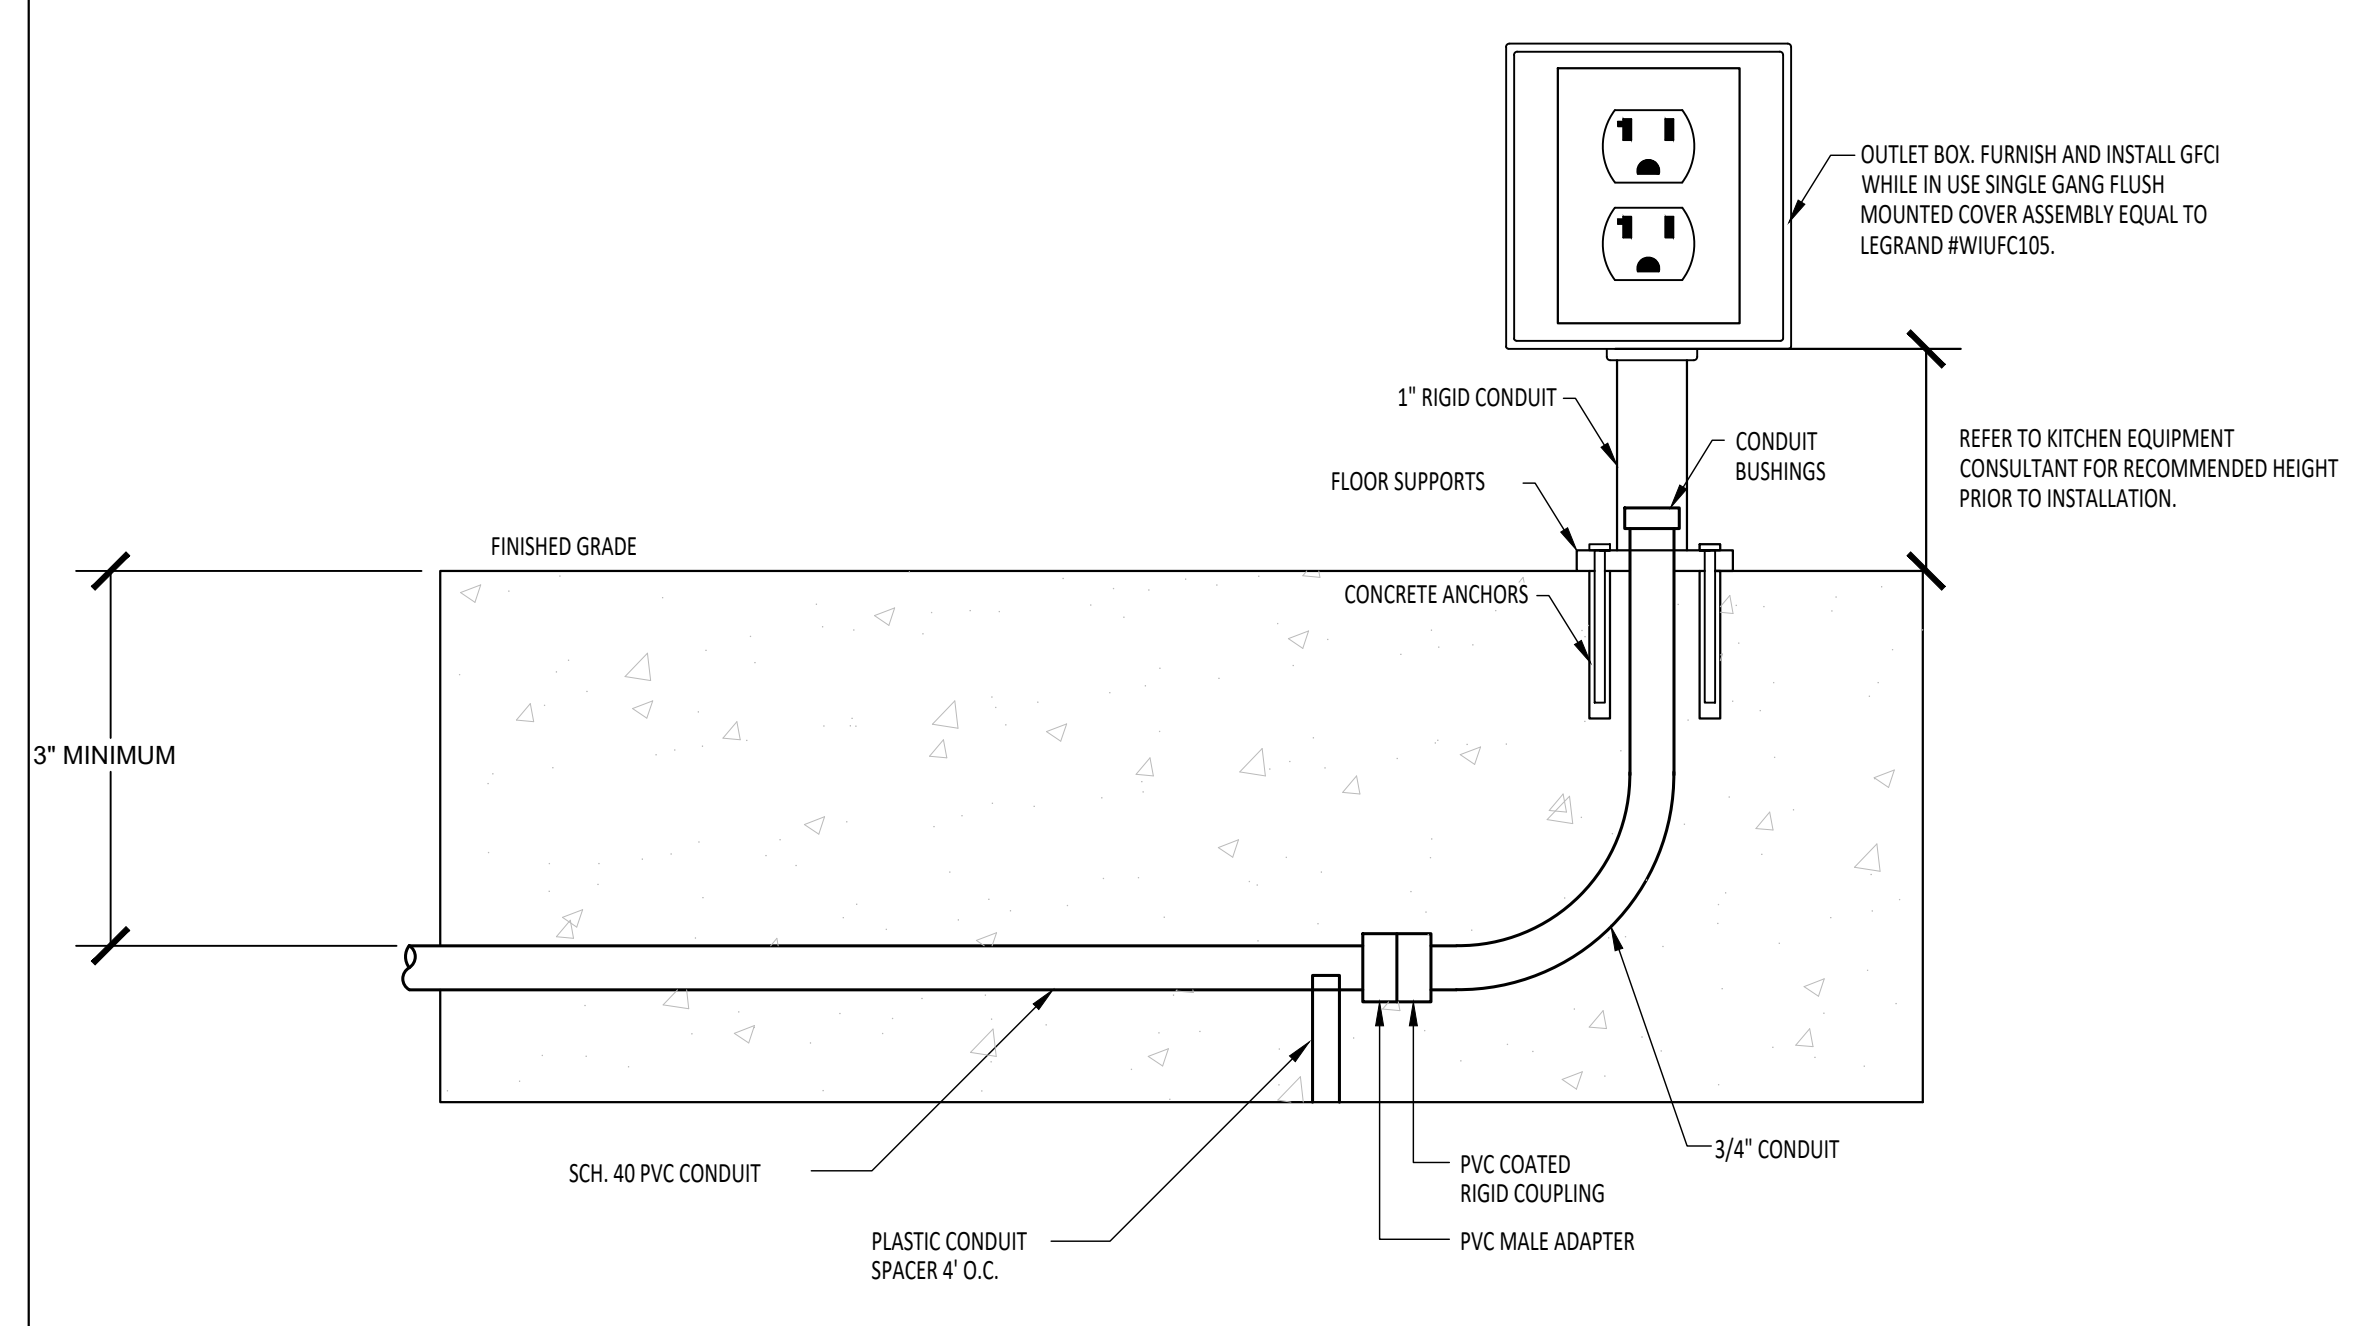 OUTLET BOX. FURNISH AND INSTALL GFCI
WHILE IN USE SINGLE GANG FLUSH
MOUNTED COVER ASSEMBLY EQUAL TO
LEGRAND #WIUFC105.
1" RIGID CONDUIT
CONDUIT
BUSHINGS
FLOOR SUPPORTS
REFER TO KITCHEN EQUIPMENT
CONSULTANT FOR RECOMMENDED HEIGHT
PRIOR TO INSTALLATION.
FINISHED GRADE
CONCRETE ANCHORS
3" MINIMUM
3/4" CONDUIT
SCH. 40 PVC CONDUIT
PVC COATED
RIGID COUPLING
PLASTIC CONDUIT
SPACER 4' O.C.
PVC MALE ADAPTER